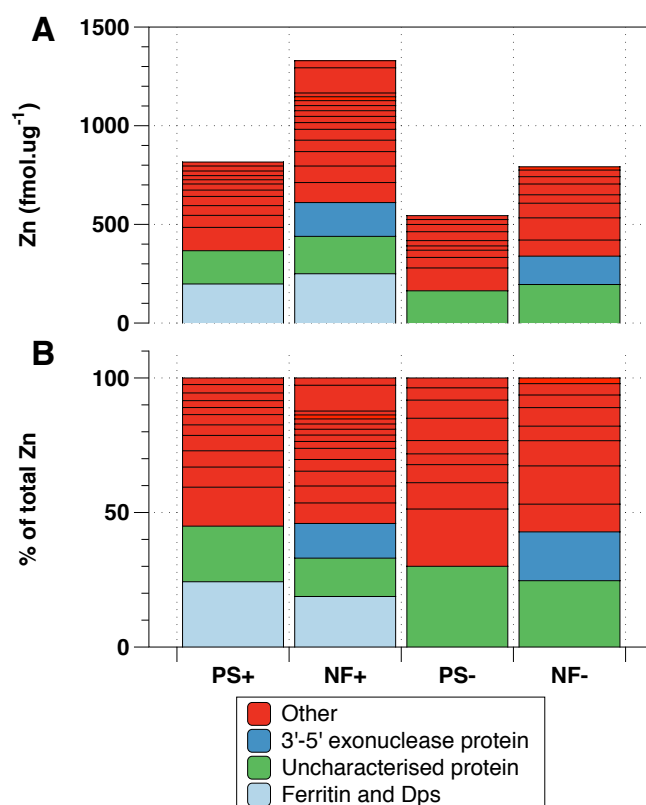 A
Zn (fmol.ug-1)
1500
1000
500
0
B
% of total Zn
100
50
0
PS+ NF+ PS- NF-
Other
3'-5' exonuclease protein
Uncharacterised protein
Ferritin and Dps